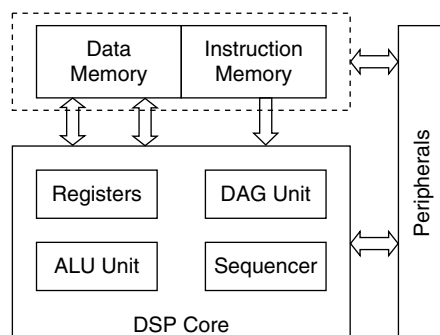 Data
Memory
Instruction
Memory
Registers
DAG Unit
ALU Unit
Sequencer
DSP Core
Peripherals